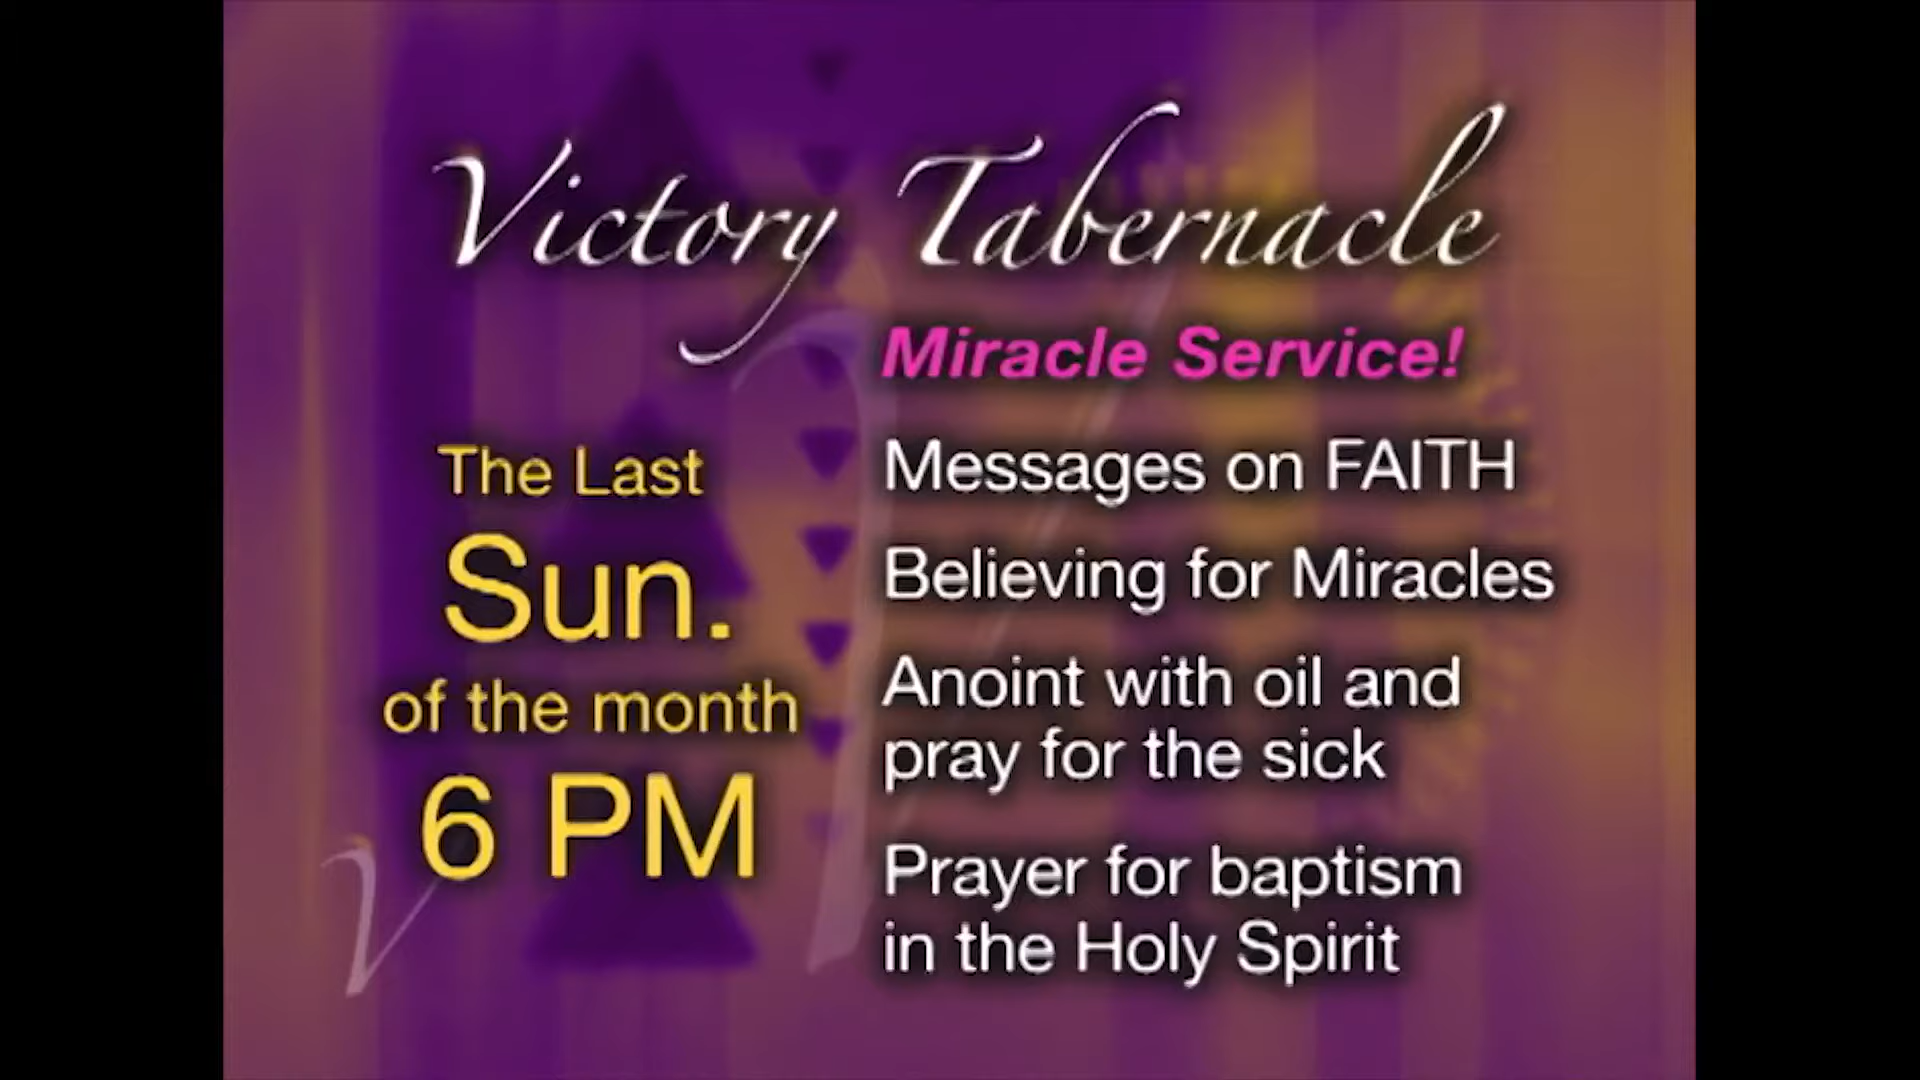 Victory Tabernacle
Miracle Service!
The Last
Sun.
of the month
6 PM
Messages on FAITH
Believing for Miracles
Anoint with oil and
pray for the sick
Prayer for baptism
in the Holy Spirit